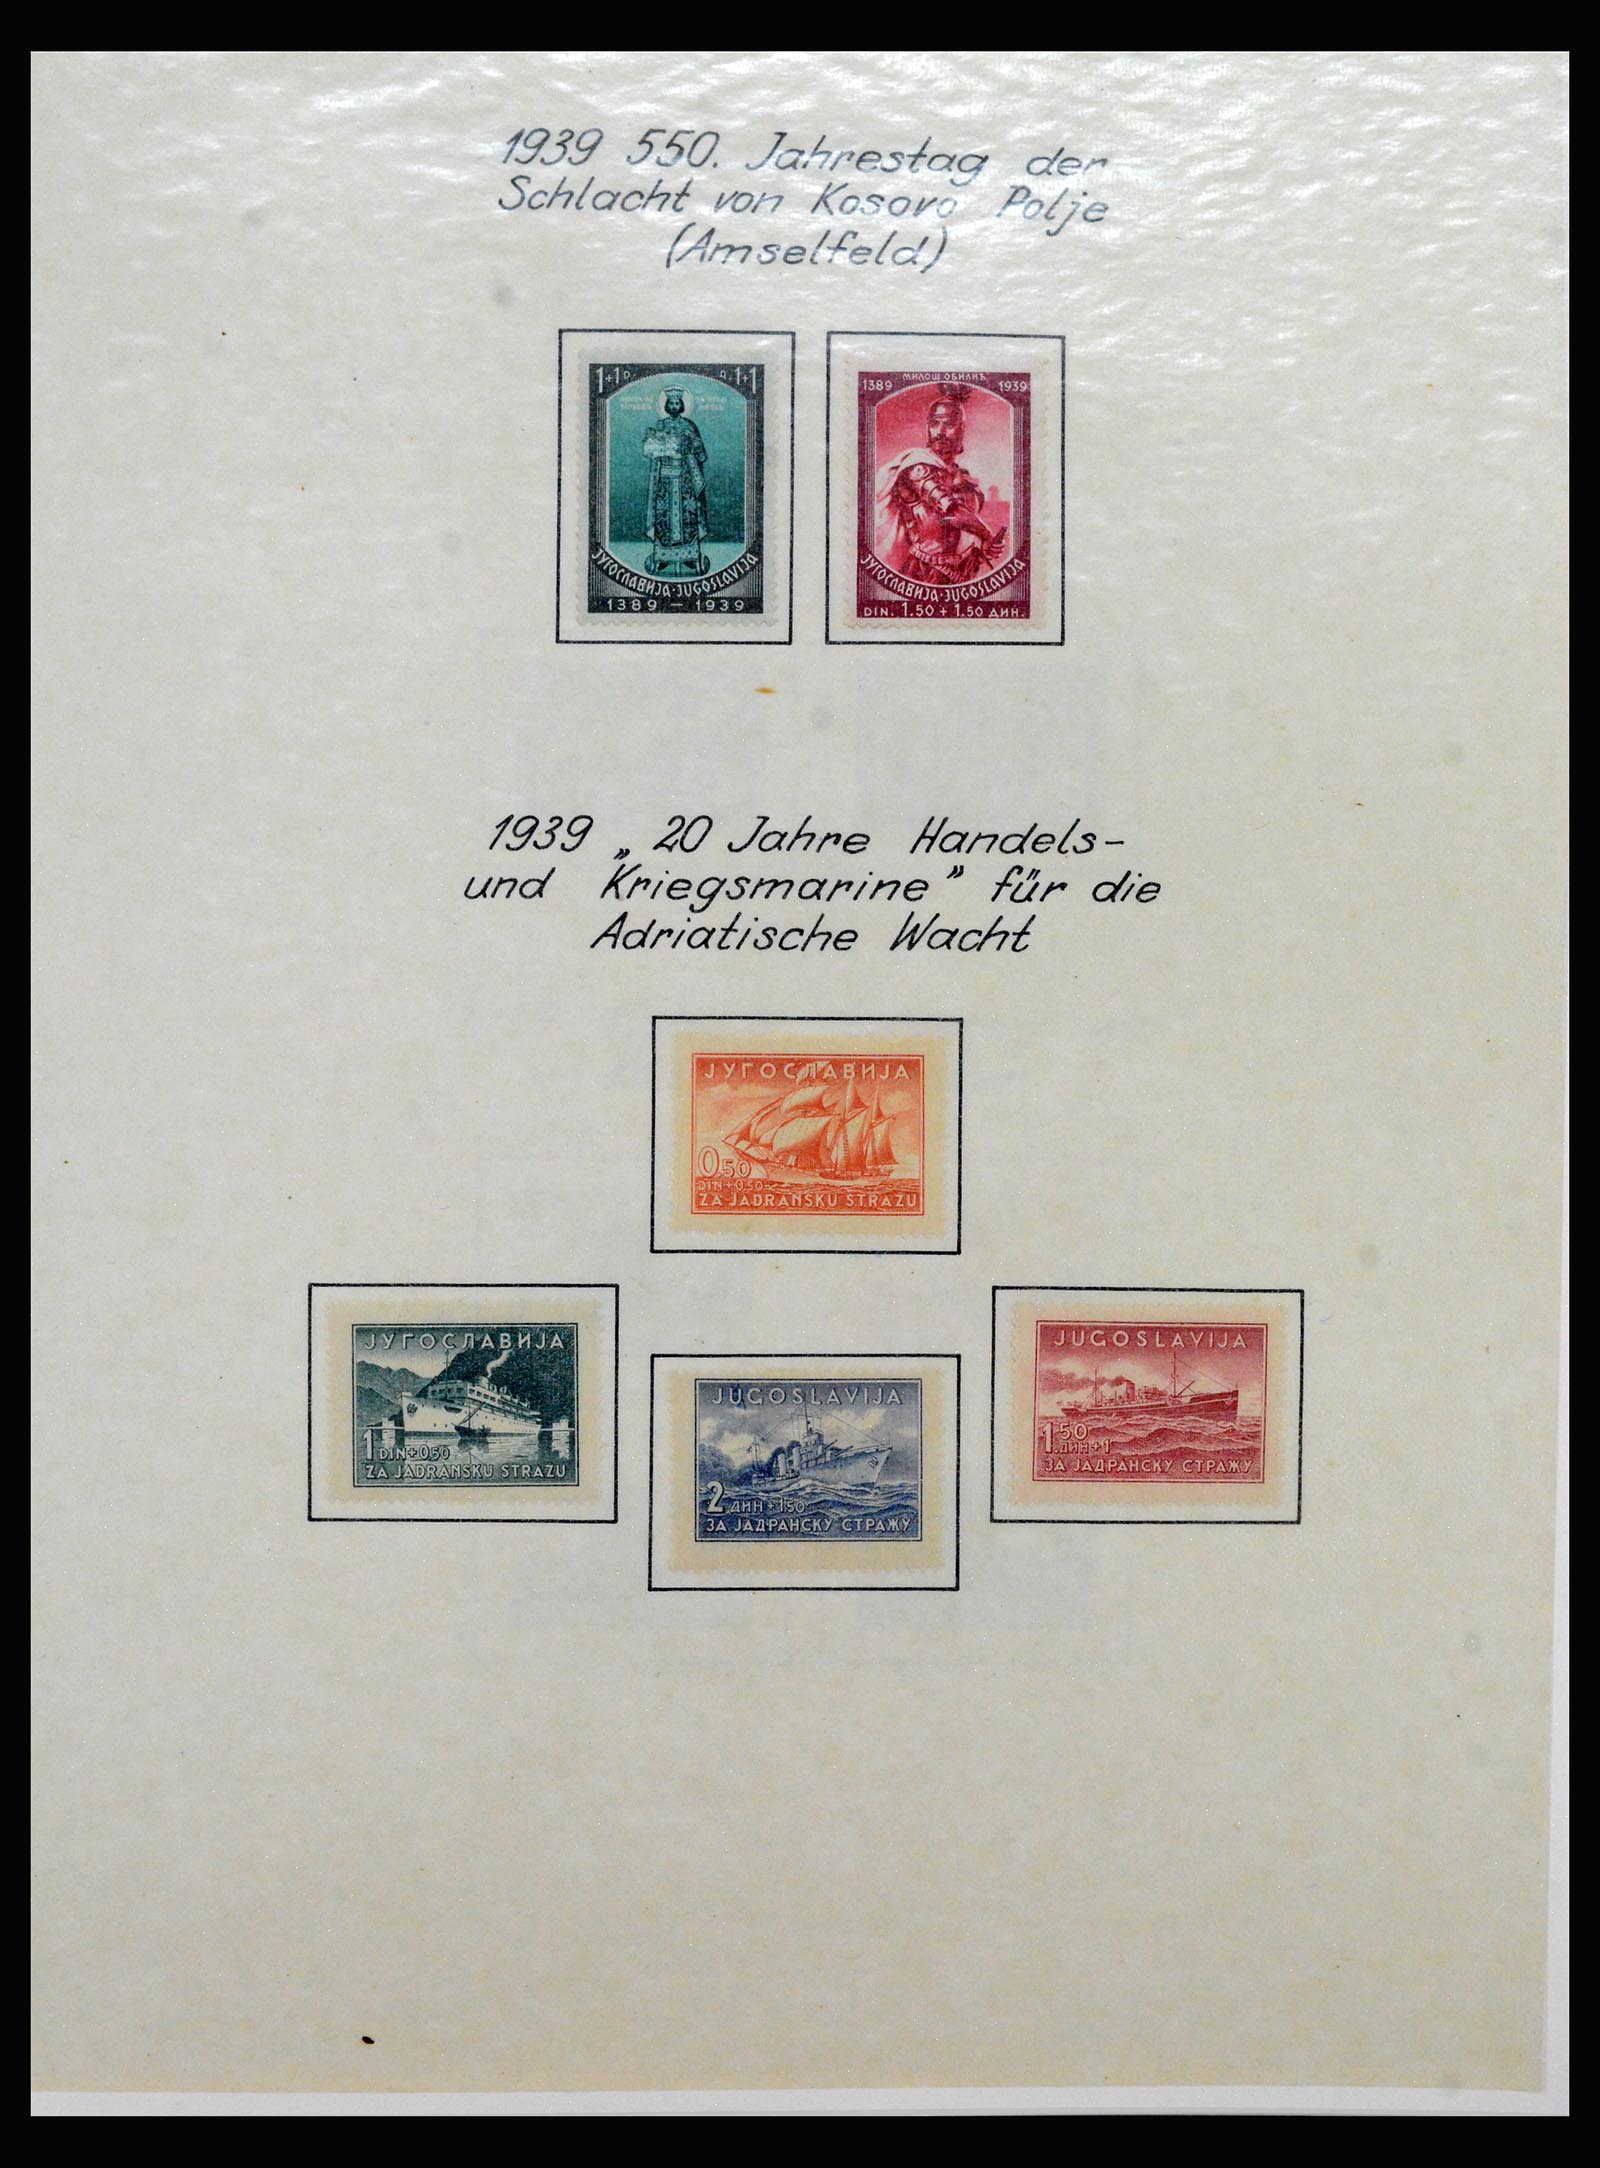 1939 550. Jahrestag der
Schlacht von Kosovo Polje
(Amselfeld)
1+1 D. Д. 1+1
ЈУГОСЛАВИЈА·JUGOSLAVIJA
1389 — 1939
МИЛОШ ОБИЛИЋ
1389 1939
ЈУГОСЛАВИЈА·JUGOSLAVIJA
DIN. 1.50 + 1.50 ДИН.
1939 „20 Jahre Handels-
und Kriegsmarine” für die
Adriatische Wacht
ЈУГОСЛАВИЈА
0.50
DIN+0.50
ZA JADRANSKU STRAŽU
ЈУГОСЛАВИЈА
1 DIN+0.50
ZA JADRANSKU STRAŽU
JUGOSLAVIJA
2 ДИН+1.50
ЗА ЈАДРАНСКУ СТРАЖУ
JUGOSLAVIJA
1.50
ДИН+1
ЗА ЈАДРАНСКУ СТРАЖУ